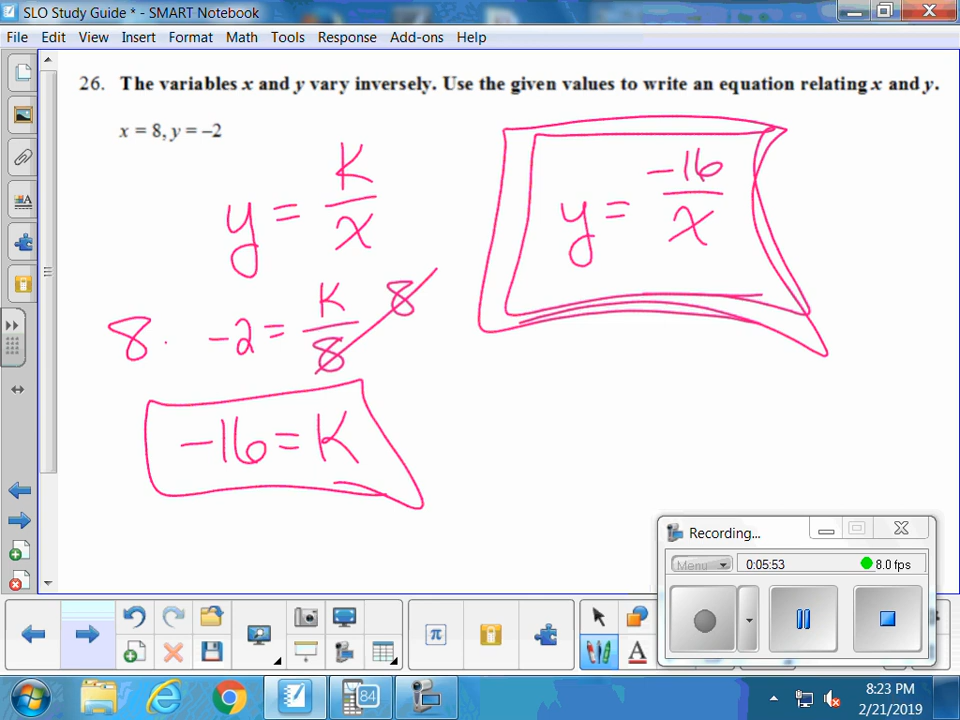 SLO Study Guide * - SMART Notebook
File Edit View Insert Format Math Tools Response Add-ons Help
26. The variables x and y vary inversely. Use the given values to write an equation relating x and y.
x = 8, y = –2
y = K/x
8 · -2 = K/8 8
-16 = K
y = -16/x
Recording...
Menu 0:05:53 8.0 fps
π
A
84
8:23 PM
2/21/2019